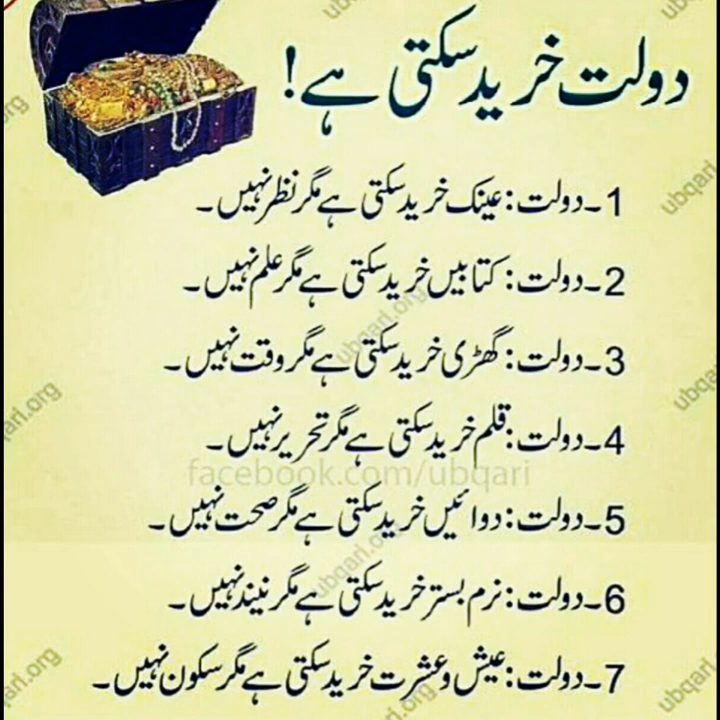 دولت خرید سکتی ہے!
1۔دولت: عینک خرید سکتی ہے مگر نظر نہیں۔
2۔دولت: کتابیں خرید سکتی ہے مگر علم نہیں۔
3۔دولت: گھڑی خرید سکتی ہے مگر وقت نہیں۔
4۔دولت: قلم خرید سکتی ہے مگر تحریر نہیں۔
facebook.com/ubqari
5۔دولت: دوائیں خرید سکتی ہے مگر صحت نہیں۔
6۔دولت: نرم بستر خرید سکتی ہے مگر نیند نہیں۔
7۔دولت: عیش و عشرت خرید سکتی ہے مگر سکون نہیں۔
ubqari.org